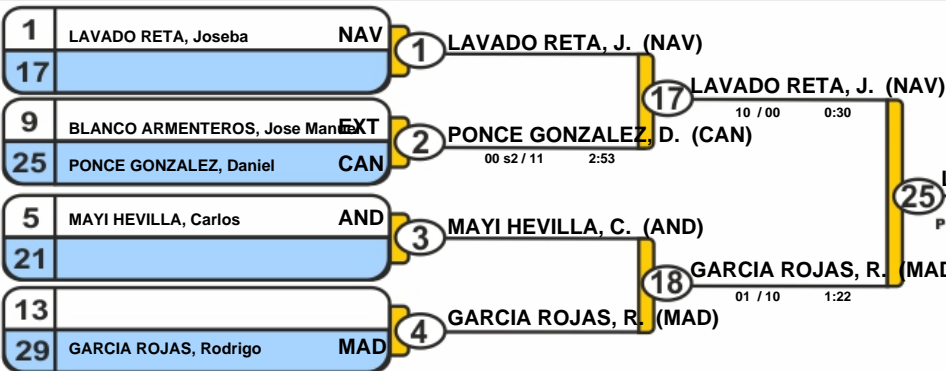 1 LAVADO RETA, Joseba NAV
17
1 LAVADO RETA, J. (NAV)
9 BLANCO ARMENTEROS, Jose Manuel EXT
25 PONCE GONZALEZ, Daniel CAN
2 PONCE GONZALEZ, D. (CAN)
00 s2 / 11 2:53
17 LAVADO RETA, J. (NAV)
10 / 00 0:30
5 MAYI HEVILLA, Carlos AND
21
3 MAYI HEVILLA, C. (AND)
13
29 GARCIA ROJAS, Rodrigo MAD
4 GARCIA ROJAS, R. (MAD)
18 GARCIA ROJAS, R. (MAD
01 / 10 1:22
25 L
P